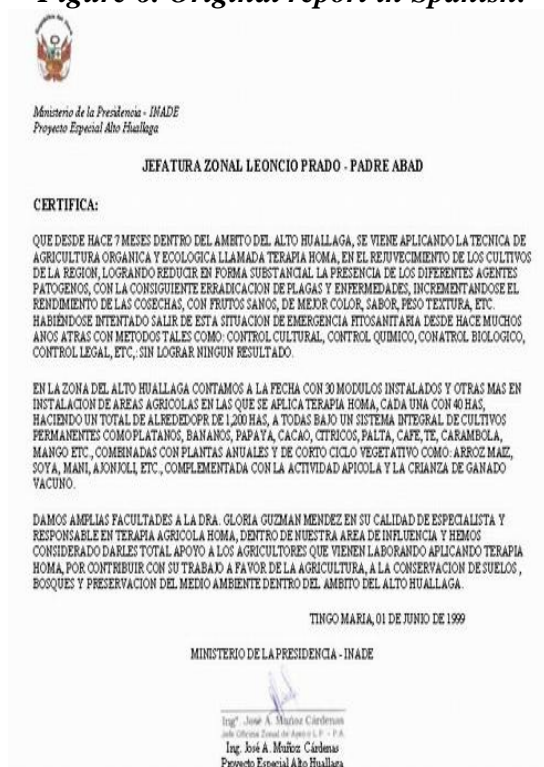 Figure 6: Original report in Spanish.
Ministerio de la Presidencia - INADE
Proyecto Especial Alto Huallaga
JEFATURA ZONAL LEONCIO PRADO - PADRE ABAD
CERTIFICA:
QUE DESDE HACE 7 MESES DENTRO DEL AMBITO DEL ALTO HUALLAGA, SE VIENE APLICANDO LA TECNICA DE
AGRICULTURA ORGANICA Y ECOLOGICA LLAMADA TERAPIA HOMA, EN EL REJUVECIMIENTO DE LOS CULTIVOS
DE LA REGION, LOGRANDO REDUCIR EN FORMA SUBSTANCIAL LA PRESENCIA DE LOS DIFERENTES AGENTES
PATOGENOS, CON LA CONSIGUIENTE ERRADICACION DE PLAGAS Y ENFERMEDADES, INCREMENTANDOSE EL
RENDIMIENTO DE LAS COSECHAS, CON FRUTOS SANOS, DE MEJOR COLOR, SABOR, PESO TEXTURA, ETC.
HABIÉNDOSE INTENTADO SALIR DE ESTA SITUACION DE EMERGENCIA FITOSANITARIA DESDE HACE MUCHOS
ANOS ATRAS CON METODOS TALES COMO: CONTROL CULTURAL, CONTROL QUIMICO, CONATROL BIOLOGICO,
CONTROL LEGAL, ETC,: SIN LOGRAR NINGUN RESULTADO.
EN LA ZONA DEL ALTO HUALLAGA CONTAMOS A LA FECHA CON 30 MODULOS INSTALADOS Y OTRAS MAS EN
INSTALACION DE AREAS AGRICOLAS EN LAS QUE SE APLICA TERAPIA HOMA, CADA UNA CON 40 HAS,
HACIENDO UN TOTAL DE ALREDEDOPR DE 1,200 HAS, A TODAS BAJO UN SISTEMA INTEGRAL DE CULTIVOS
PERMANENTES COMO PLATANOS, BANANOS, PAPAYA, CACAO, CITRICOS, PALTA, CAFE, TE, CARAMBOLA,
MANGO ETC., COMBINADAS CON PLANTAS ANUALES Y DE CORTO CICLO VEGETATIVO COMO: ARROZ MAIZ,
SOYA, MANI, AJONJOLI, ETC., COMPLEMENTADA CON LA ACTIVIDAD APICOLA Y LA CRIANZA DE GANADO
VACUNO.
DAMOS AMPLIAS FACULTADES A LA DRA. GLORIA GUZMAN MENDEZ EN SU CALIDAD DE ESPECIALISTA Y
RESPONSABLE EN TERAPIA AGRICOLA HOMA, DENTRO DE NUESTRA AREA DE INFLUENCIA Y HEMOS
CONSIDERADO DARLES TOTAL APOYO A LOS AGRICULTORES QUE VIENEN LABORANDO APLICANDO TERAPIA
HOMA, POR CONTRIBUIR CON SU TRABAJO A FAVOR DE LA AGRICULTURA, A LA CONSERVACION DE SUELOS,
BOSQUES Y PRESERVACION DEL MEDIO AMBIENTE DENTRO DEL AMBITO DEL ALTO HUALLAGA.
TINGO MARIA, 01 DE JUNIO DE 1999
MINISTERIO DE LA PRESIDENCIA - INADE
Ing° José A. Muñoz Cárdenas
Jefe Oficina Zonal de Apoyo L.P. - P.A.
Ing. José A. Muñoz Cárdenas
Proyecto Especial Alto Huallaga